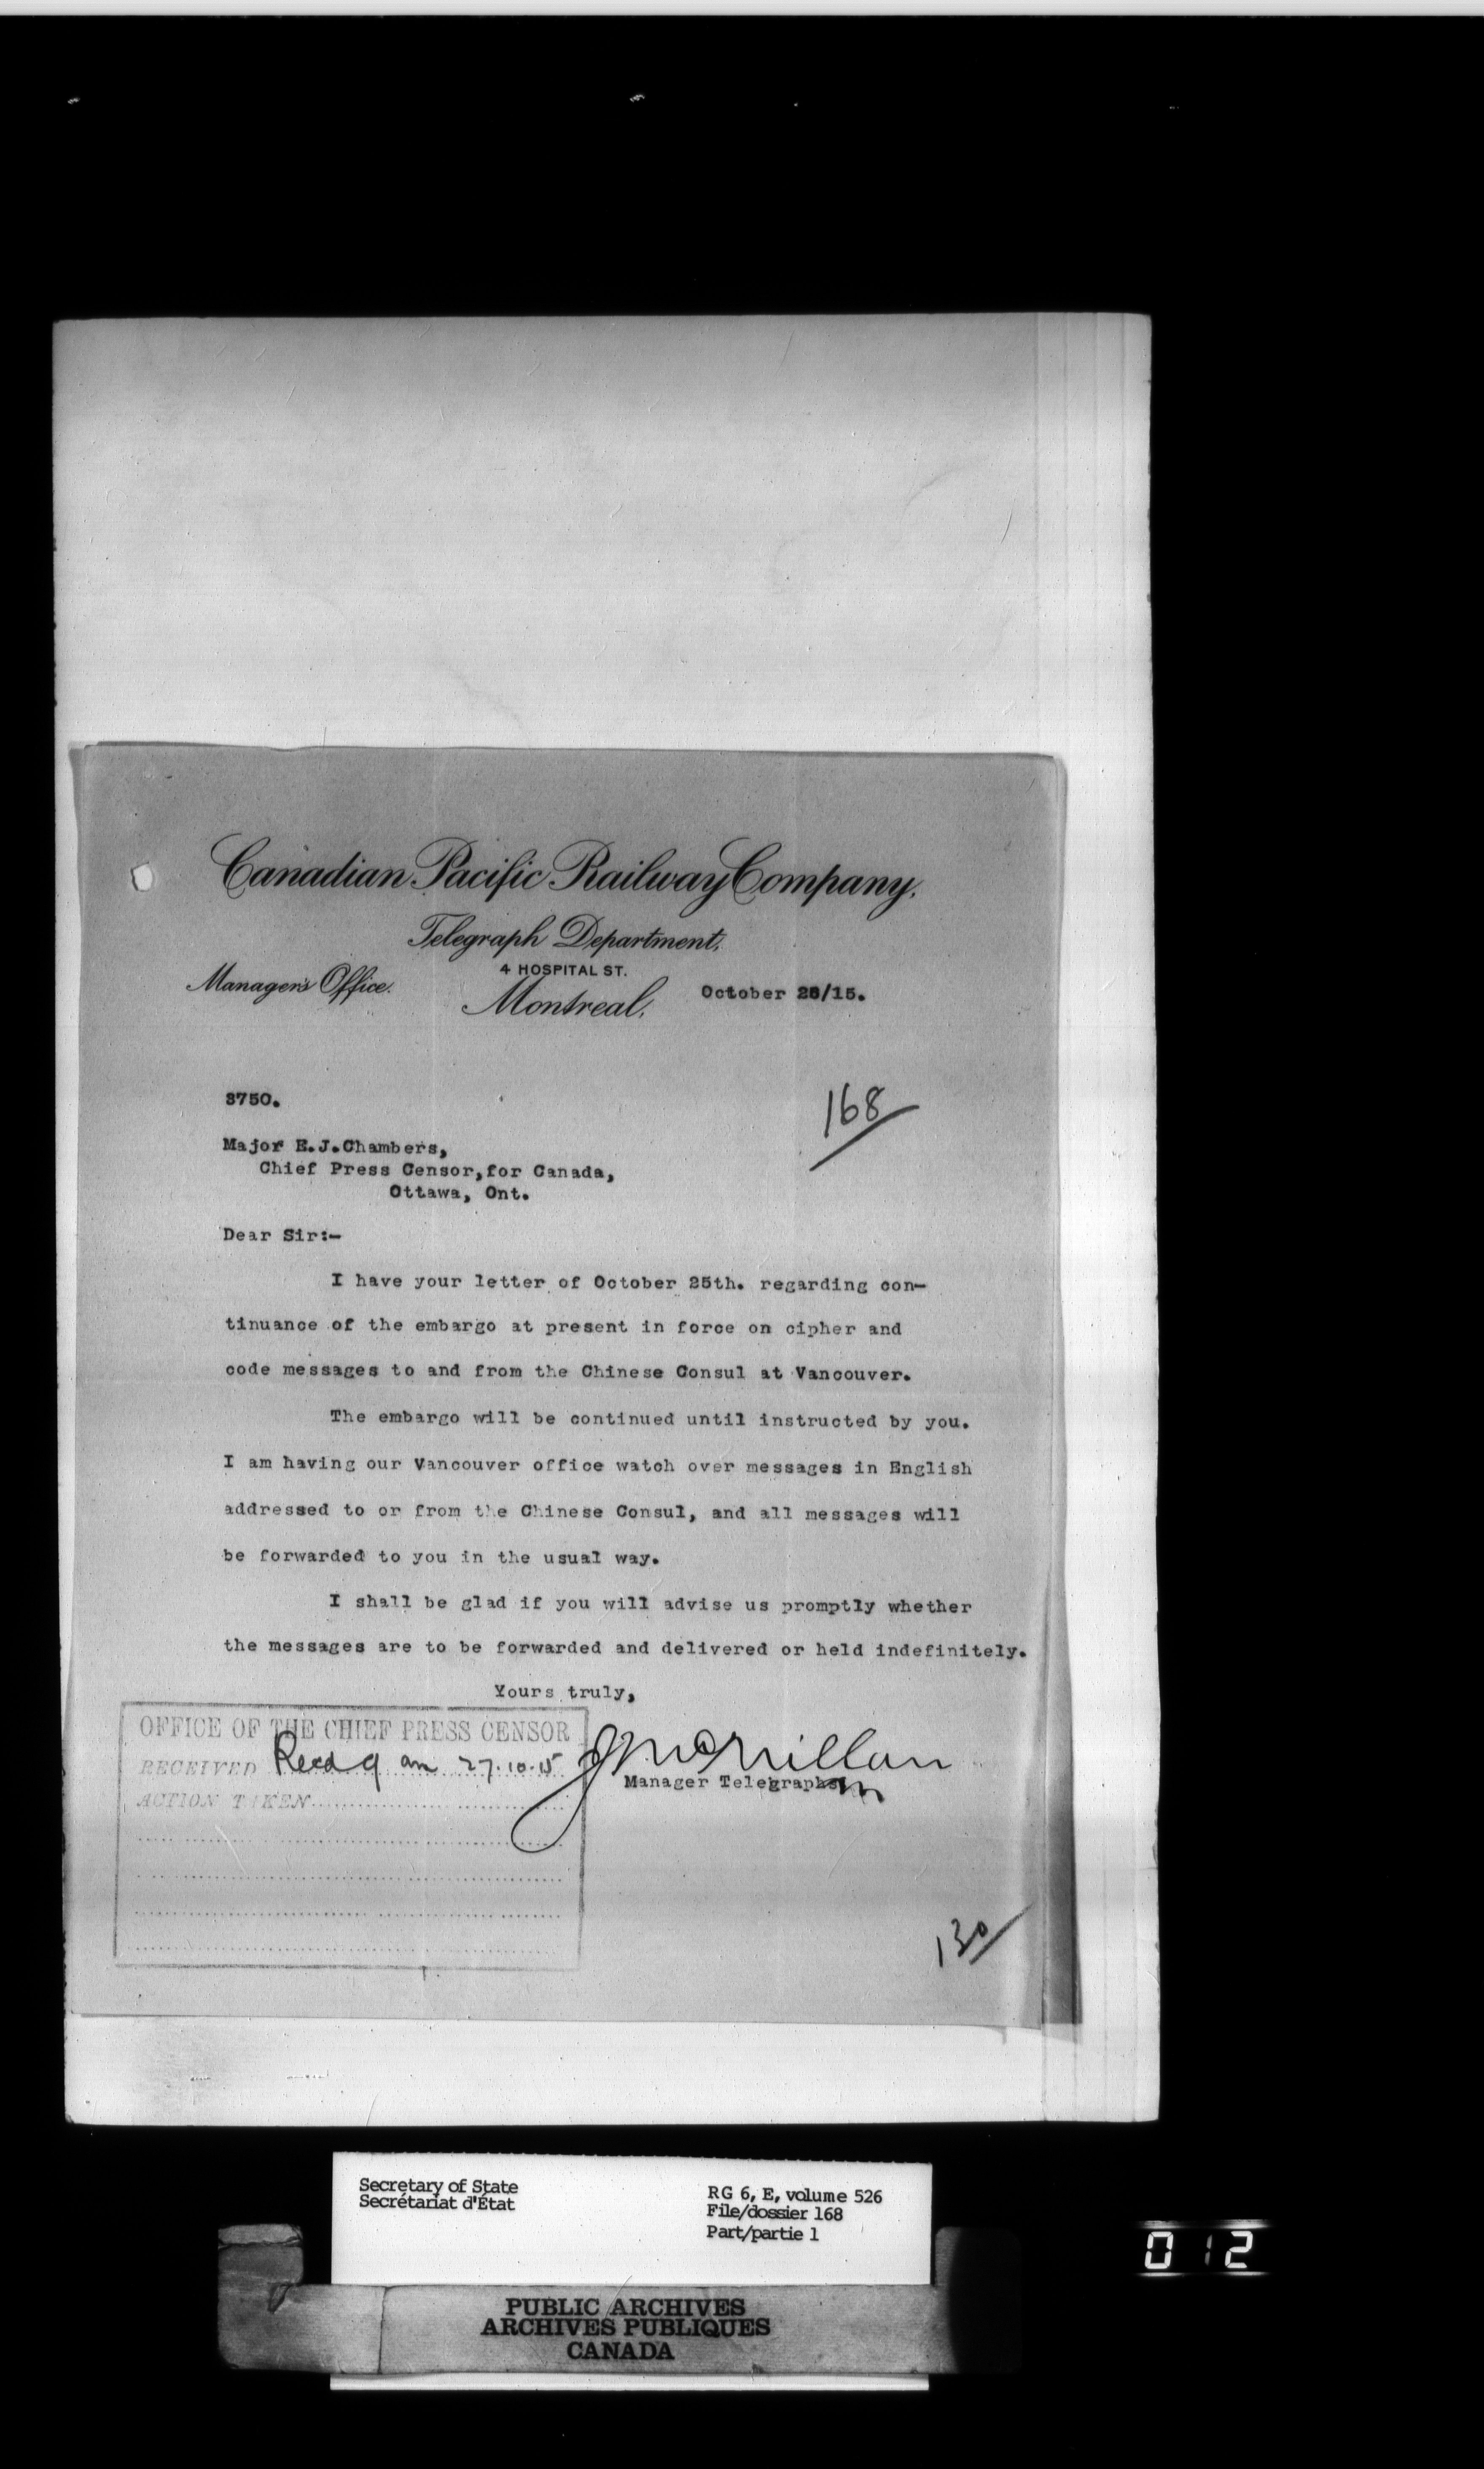 Canadian Pacific Railway Company.
Telegraph Department,
4 HOSPITAL ST.
Manager's Office.
Montreal,
October 26/15.
3750.
168
Major E.J.Chambers,
Chief Press Censor,for Canada,
Ottawa, Ont.
Dear Sir:-
I have your letter of October 25th. regarding con-
tinuance of the embargo at present in force on cipher and
code messages to and from the Chinese Consul at Vancouver.
The embargo will be continued until instructed by you.
I am having our Vancouver office watch over messages in English
addressed to or from the Chinese Consul, and all messages will
be forwarded to you in the usual way.
I shall be glad if you will advise us promptly whether
the messages are to be forwarded and delivered or held indefinitely.
Yours truly,
J McMillan
Manager Telegraphs
OFFICE OF THE CHIEF PRESS CENSOR
RECEIVED Recd 9 am 27.10.15
ACTION TAKEN
130
Secretary of State
Secrétariat d'État
RG 6, E, volume 526
File/dossier 168
Part/partie 1
012
PUBLIC ARCHIVES
ARCHIVES PUBLIQUES
CANADA